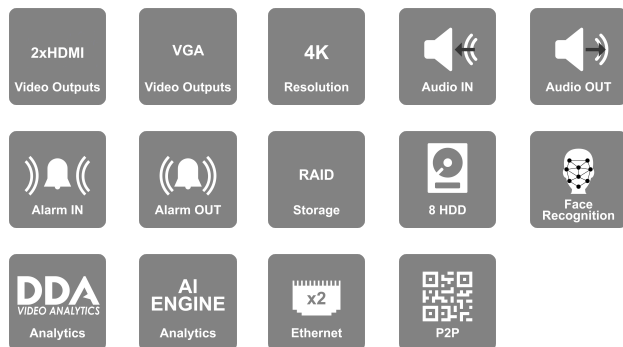 2xHDMI
Video Outputs
VGA
Video Outputs
4K
Resolution
Audio IN
Audio OUT
Alarm IN
Alarm OUT
RAID
Storage
8 HDD
Face
Recognition
DDA
VIDEO ANALYTICS
Analytics
AI
ENGINE
Analytics
x2
Ethernet
P2P